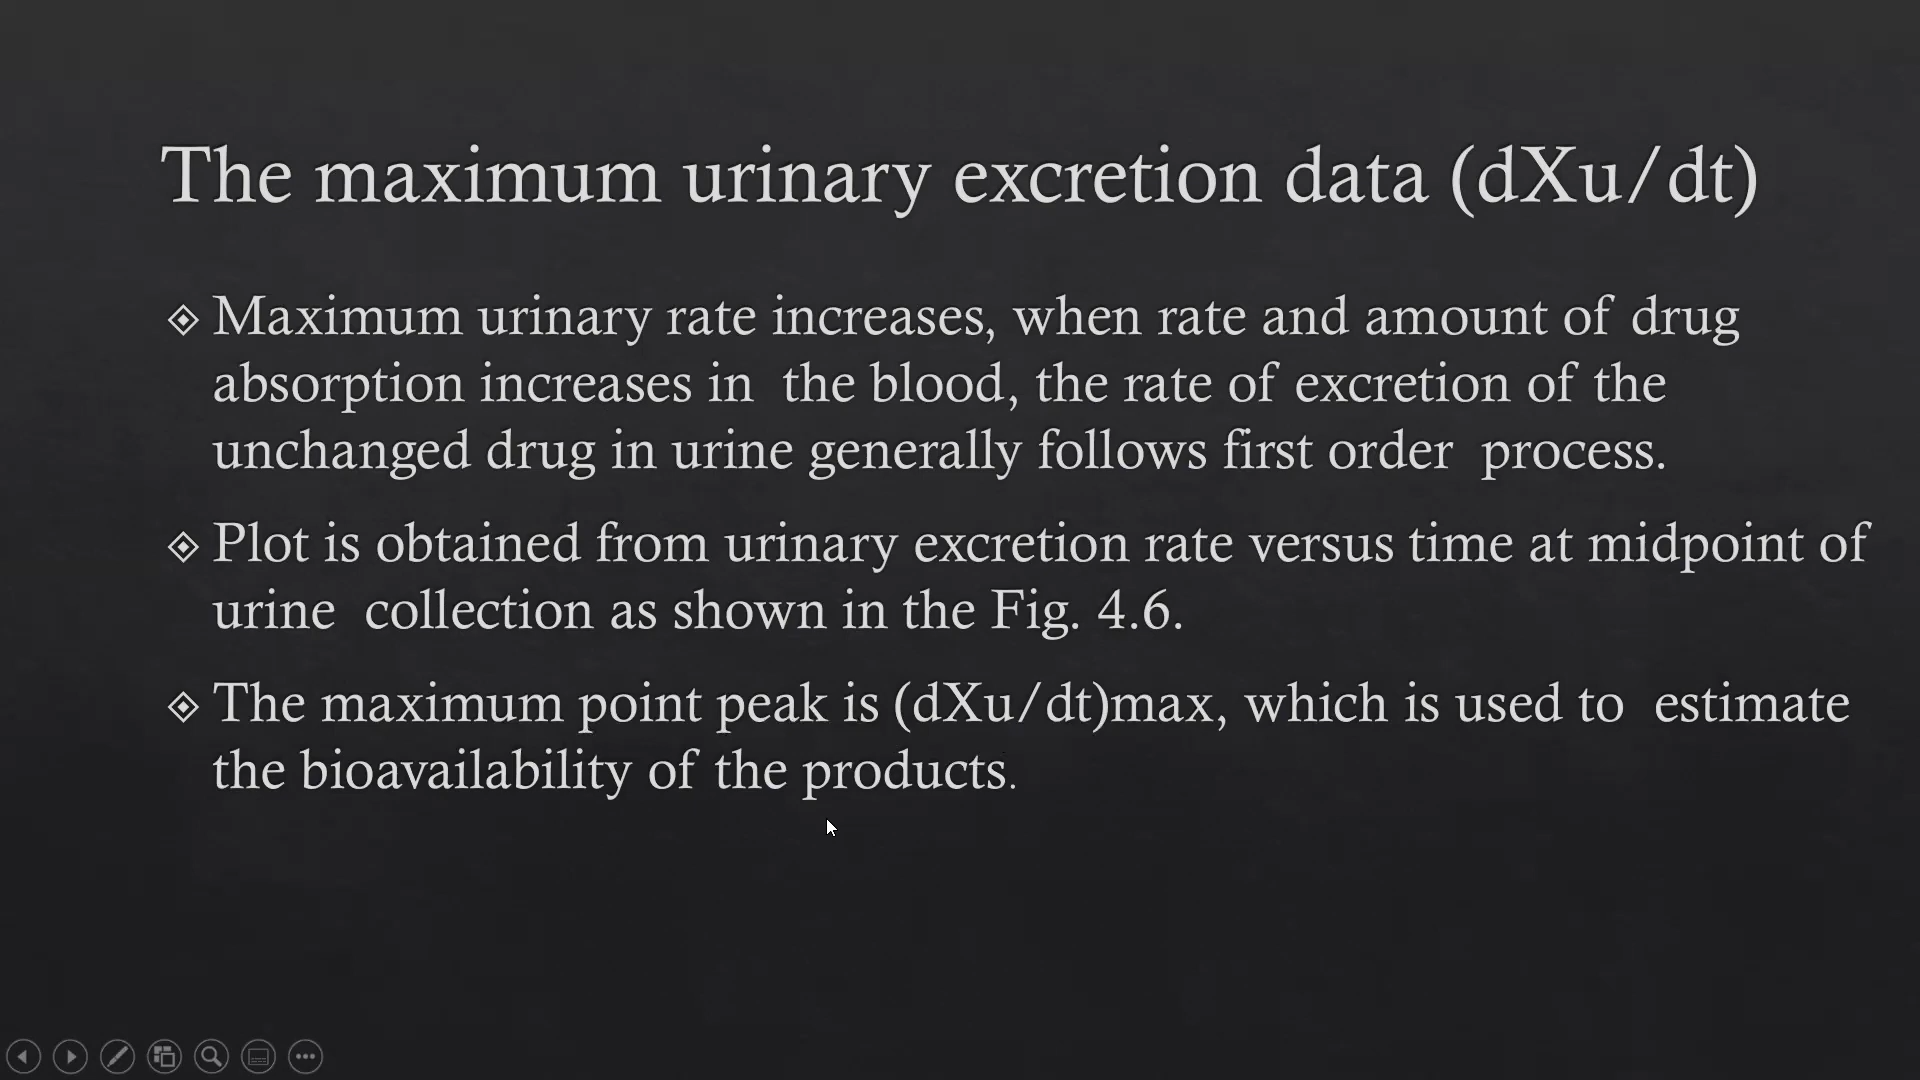 The maximum urinary excretion data (dXu/dt)
Maximum urinary rate increases, when rate and amount of drug
absorption increases in the blood, the rate of excretion of the
unchanged drug in urine generally follows first order process.
Plot is obtained from urinary excretion rate versus time at midpoint of
urine collection as shown in the Fig. 4.6.
The maximum point peak is (dXu/dt)max, which is used to estimate
the bioavailability of the products.